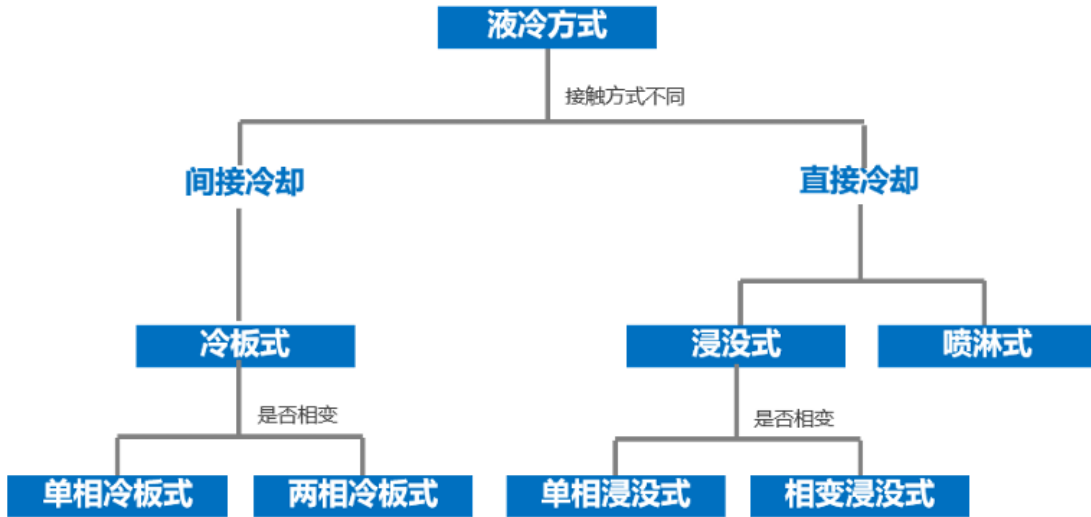 液冷方式
接触方式不同
间接冷却
直接冷却
冷板式
浸没式
喷淋式
是否相变
是否相变
单相冷板式
两相冷板式
单相浸没式
相变浸没式